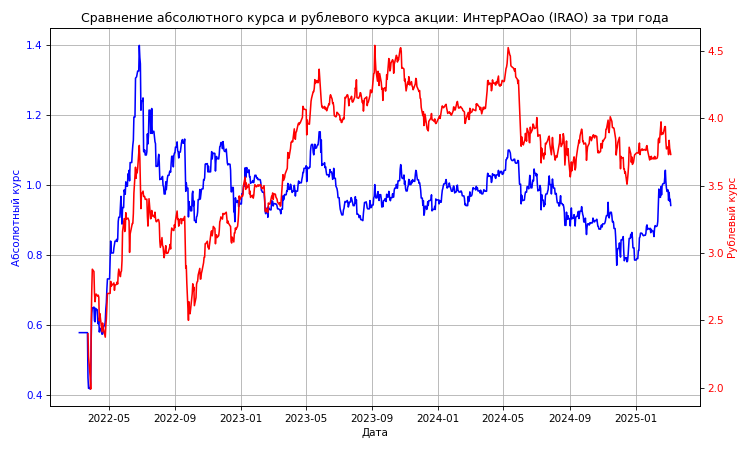 Сравнение абсолютного курса и рублевого курса акции: ИнтерРАОао (IRAO) за три года
1.4
1.2
1.0
0.8
0.6
0.4
Абсолютный курс
4.5
4.0
3.5
3.0
2.5
2.0
Рублевый курс
2022-05 2022-09 2023-01 2023-05 2023-09 2024-01 2024-05 2024-09 2025-01
Дата